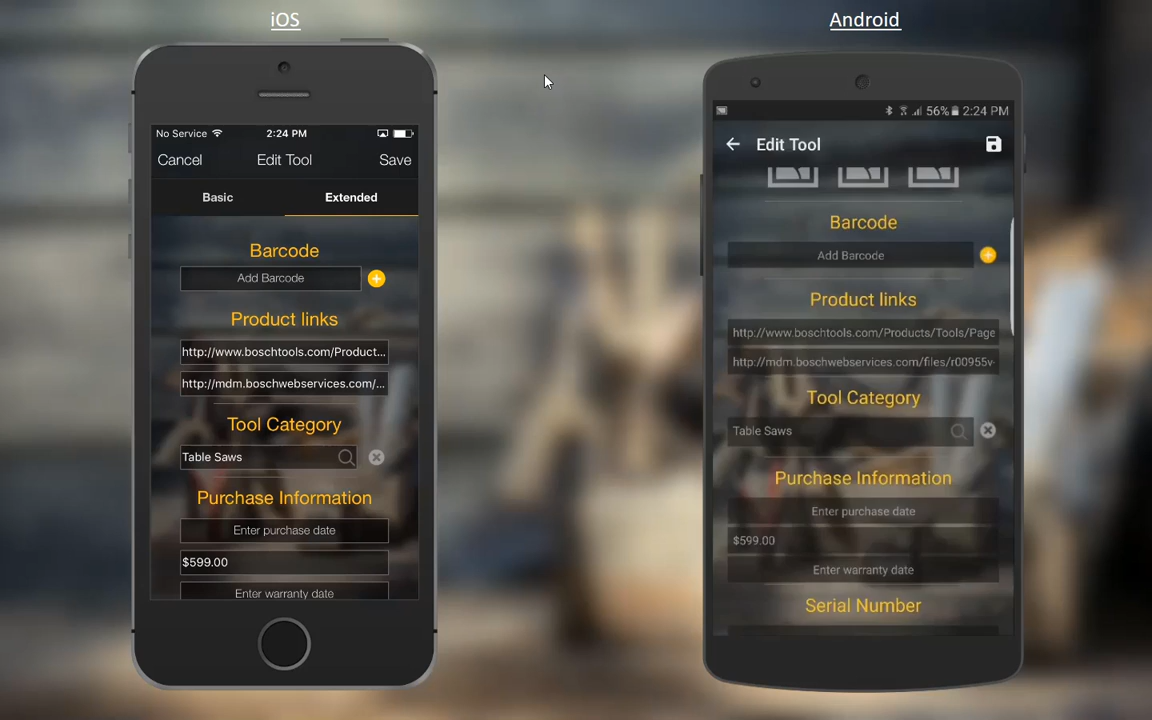 iOS
Android
No Service
2:24 PM
Cancel
Edit Tool
Save
Basic
Extended
Barcode
Add Barcode
Product links
http://www.boschtools.com/Product...
http://mdm.boschwebservices.com/...
Tool Category
Table Saws
Purchase Information
Enter purchase date
$599.00
Enter warranty date
56%
2:24 PM
Edit Tool
Barcode
Add Barcode
Product links
http://www.boschtools.com/Products/Tools/Page
http://mdm.boschwebservices.com/files/r00955v
Tool Category
Table Saws
Purchase Information
Enter purchase date
$599.00
Enter warranty date
Serial Number